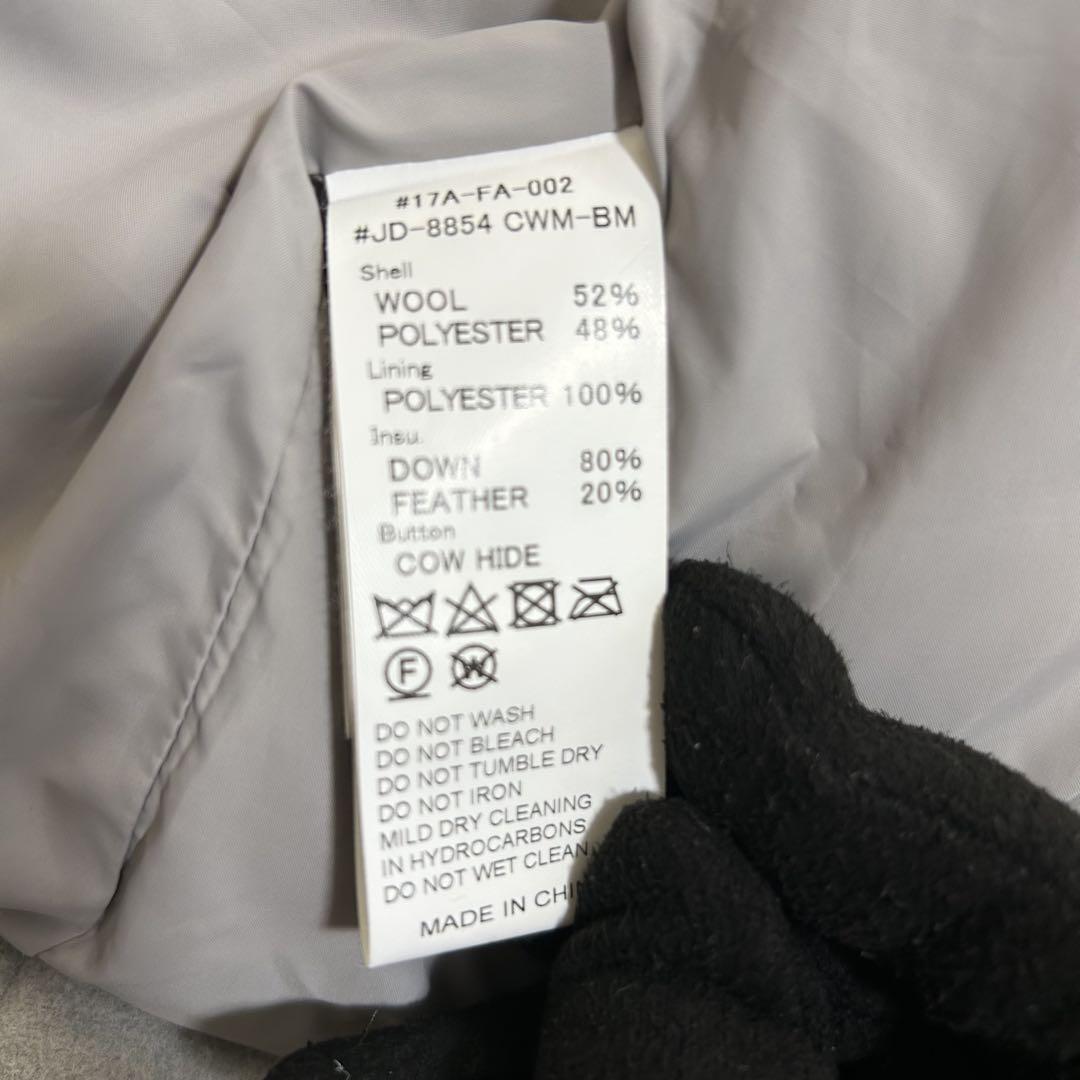 #17A-FA-002
#JD-8854 CWM-BM
Shell
WOOL 52%
POLYESTER 48%
Lining
POLYESTER 100%
Insu.
DOWN 80%
FEATHER 20%
Button
COW HIDE
F W
DO NOT WASH
DO NOT BLEACH
DO NOT TUMBLE DRY
DO NOT IRON
MILD DRY CLEANING
IN HYDROCARBONS
DO NOT WET CLEAN
MADE IN